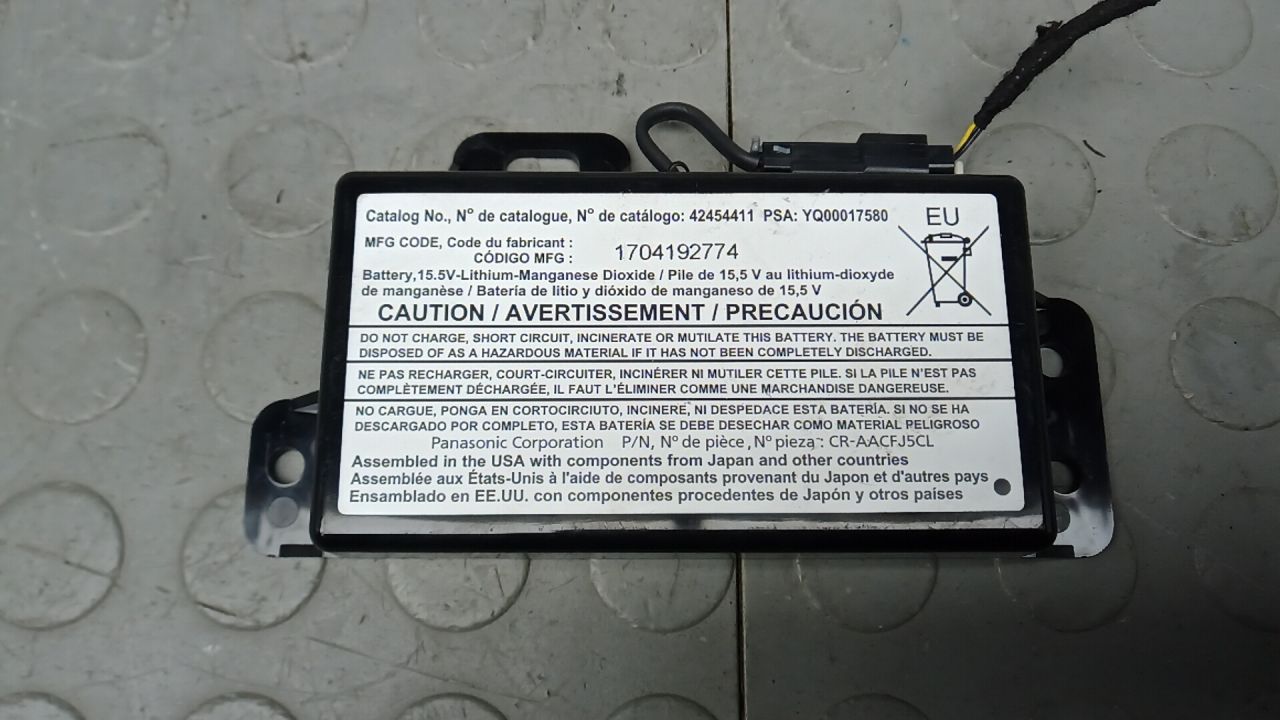 Catalog No., Nº de catalogue, Nº de catálogo: 42454411 PSA: YQ00017580
EU
MFG CODE, Code du fabricant :
CÓDIGO MFG : 1704192774
Battery,15.5V-Lithium-Manganese Dioxide / Pile de 15,5 V au lithium-dioxyde
de manganèse / Batería de litio y dióxido de manganeso de 15,5 V
CAUTION / AVERTISSEMENT / PRECAUCIÓN
DO NOT CHARGE, SHORT CIRCUIT, INCINERATE OR MUTILATE THIS BATTERY. THE BATTERY MUST BE
DISPOSED OF AS A HAZARDOUS MATERIAL IF IT HAS NOT BEEN COMPLETELY DISCHARGED.
NE PAS RECHARGER, COURT-CIRCUITER, INCINÉRER NI MUTILER CETTE PILE. SI LA PILE N'EST PAS
COMPLÈTEMENT DÉCHARGÉE, IL FAUT L'ÉLIMINER COMME UNE MARCHANDISE DANGEREUSE.
NO CARGUE, PONGA EN CORTOCIRCIUTO, INCINERE, NI DESPEDACE ESTA BATERÍA. SI NO SE HA
DESCARGADO POR COMPLETO, ESTA BATERÍA SE DEBE DESECHAR COMO MATERIAL PELIGROSO
Panasonic Corporation P/N, Nº de pièce, Nº pieza : CR-AACFJ5CL
Assembled in the USA with components from Japan and other countries
Assemblée aux États-Unis à l'aide de composants provenant du Japon et d'autres pays
Ensamblado en EE.UU. con componentes procedentes de Japón y otros países